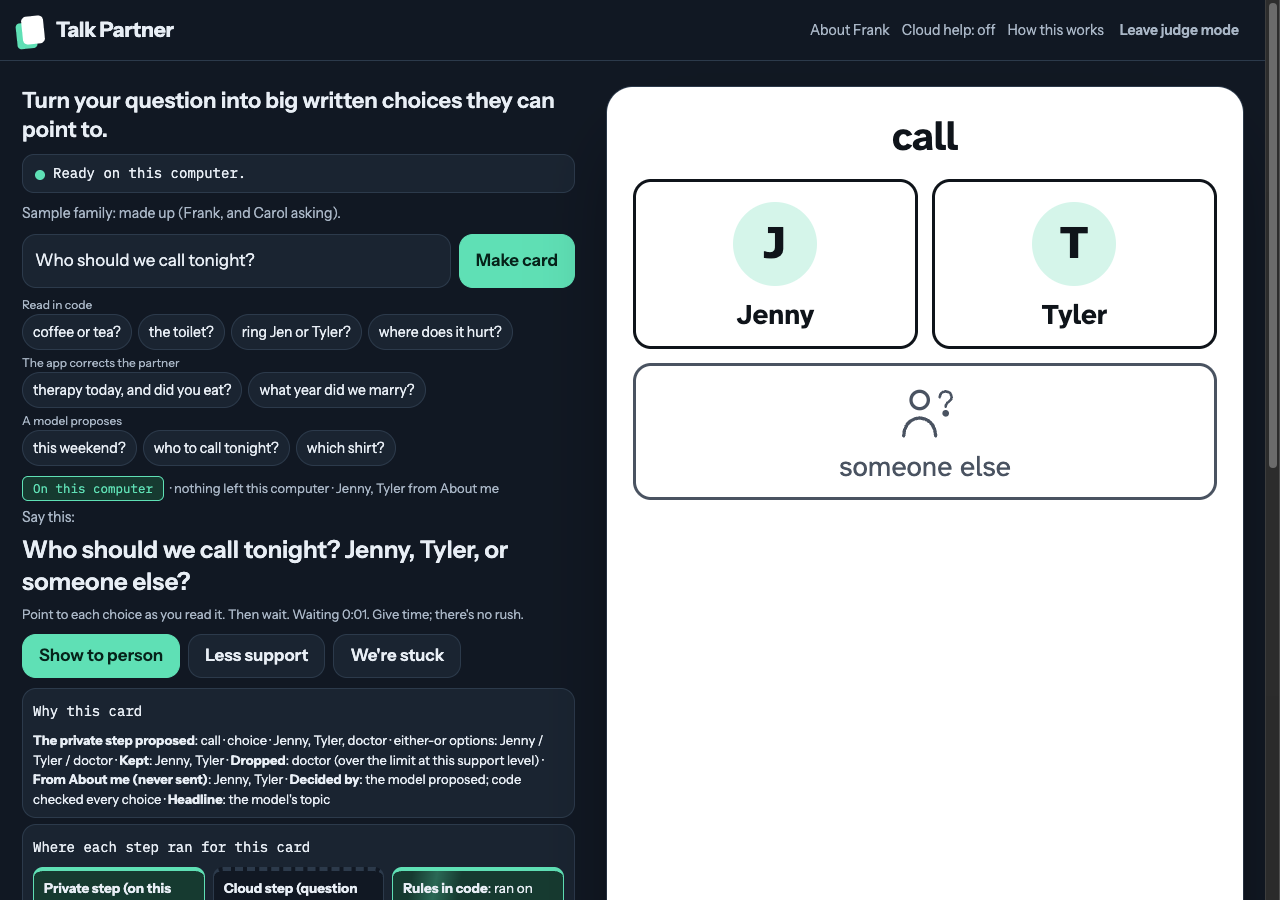 Talk Partner
About Frank
Cloud help: off
How this works
Leave judge mode
Turn your question into big written choices they can
point to.
Ready on this computer.
Sample family: made up (Frank, and Carol asking).
Who should we call tonight?
Make card
Read in code
coffee or tea?
the toilet?
ring Jen or Tyler?
where does it hurt?
The app corrects the partner
therapy today, and did you eat?
what year did we marry?
A model proposes
this weekend?
who to call tonight?
which shirt?
On this computer · nothing left this computer · Jenny, Tyler from About me
Say this:
Who should we call tonight? Jenny, Tyler, or
someone else?
Point to each choice as you read it. Then wait. Waiting 0:01. Give time; there's no rush.
Show to person
Less support
We're stuck
Why this card
The private step proposed: call · choice · Jenny, Tyler, doctor · either-or options: Jenny /
Tyler / doctor · Kept: Jenny, Tyler · Dropped: doctor (over the limit at this support level) ·
From About me (never sent): Jenny, Tyler · Decided by: the model proposed; code
checked every choice · Headline: the model's topic
Where each step ran for this card
Private step (on this
Cloud step (question
Rules in code: ran on
call
J
Jenny
T
Tyler
?
someone else